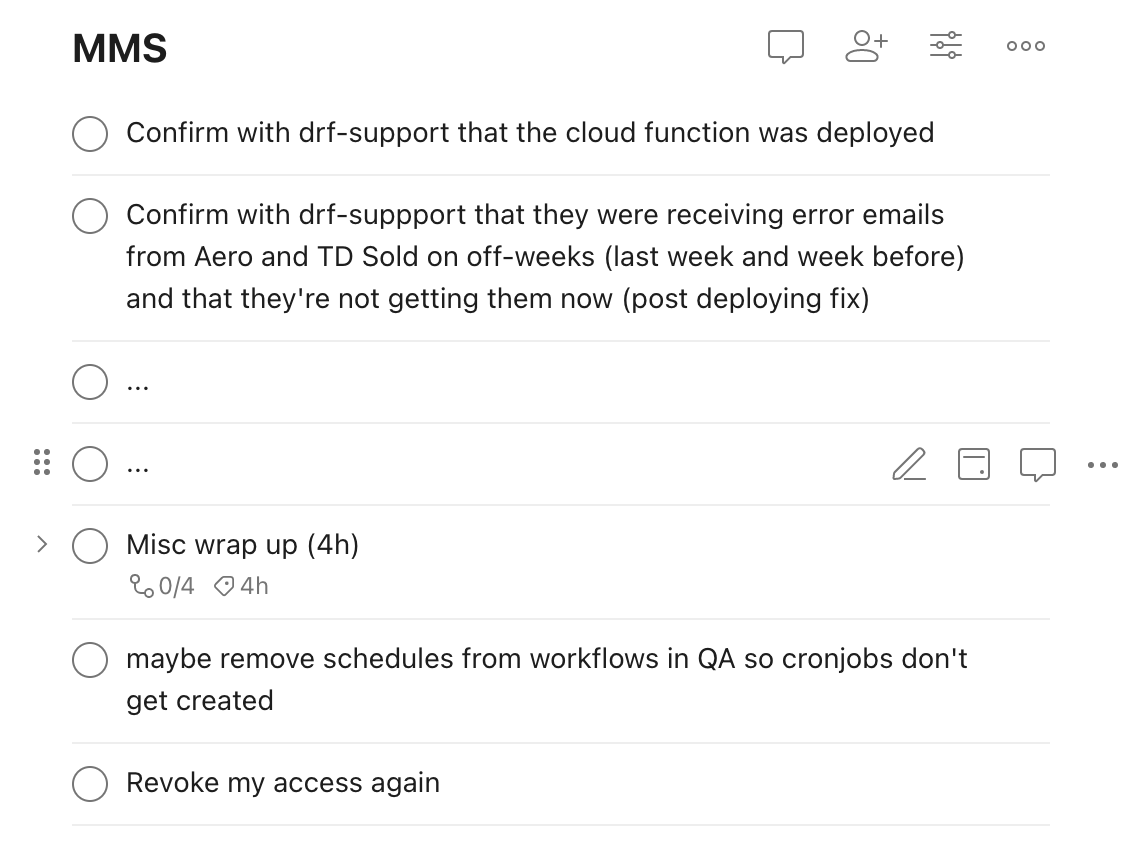 MMS
Confirm with drf-support that the cloud function was deployed
Confirm with drf-suppport that they were receiving error emails
from Aero and TD Sold on off-weeks (last week and week before)
and that they're not getting them now (post deploying fix)
...
...
Misc wrap up (4h)
0/4 4h
maybe remove schedules from workflows in QA so cronjobs don't
get created
Revoke my access again